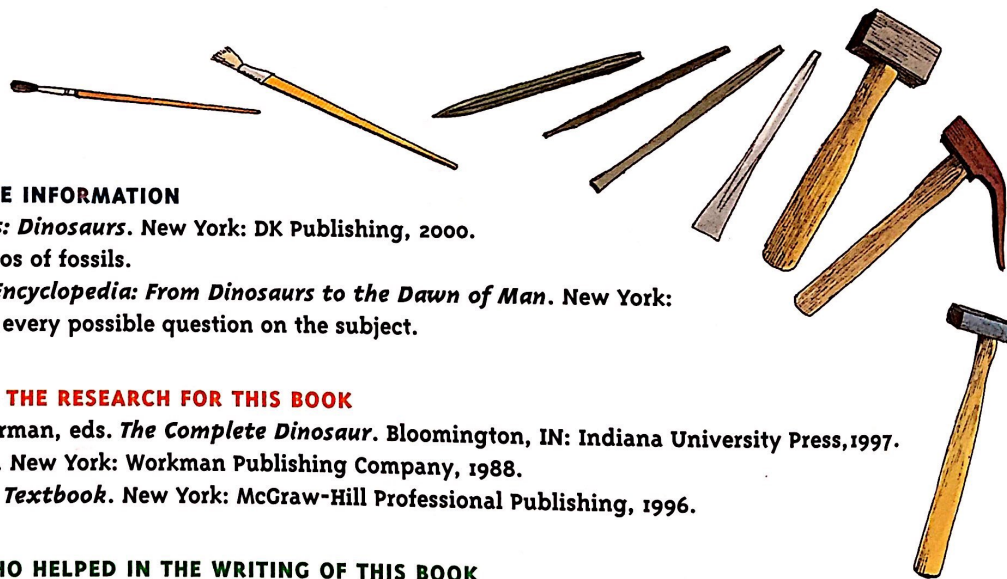 E INFORMATION
: Dinosaurs. New York: DK Publishing, 2000.
os of fossils.
Encyclopedia: From Dinosaurs to the Dawn of Man. New York:
every possible question on the subject.
THE RESEARCH FOR THIS BOOK
rman, eds. The Complete Dinosaur. Bloomington, IN: Indiana University Press,1997.
. New York: Workman Publishing Company, 1988.
Textbook. New York: McGraw-Hill Professional Publishing, 1996.
HO HELPED IN THE WRITING OF THIS BOOK